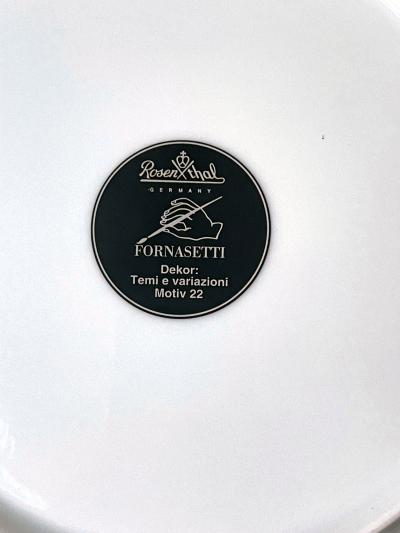 Rosenthal
GERMANY
FORNASETTI
Dekor:
Temi e variazioni
Motiv 22